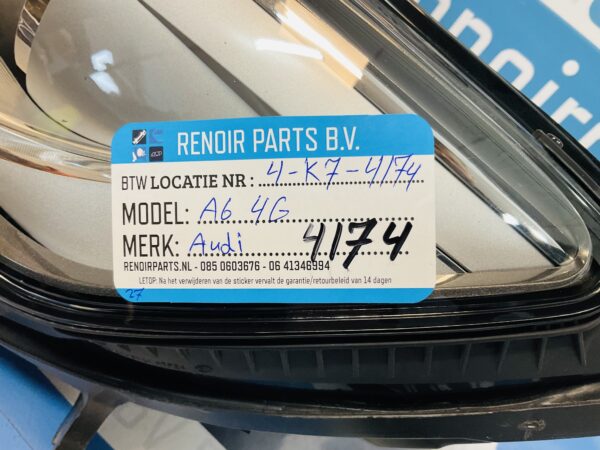 RENOIR PARTS B.V.
BTW LOCATIE NR: 4-K7-4174
MODEL: A6 4G
MERK: Audi 4174
RENOIRPARTS.NL - 085 0603676 - 06 41346994
LETOP: Na het verwijderen van de sticker vervalt de garantie/retourbeleid van 14 dagen
27